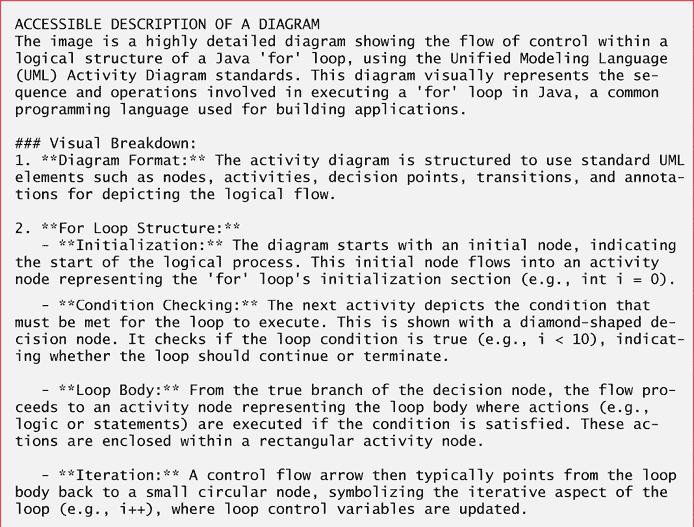 ACCESSIBLE DESCRIPTION OF A DIAGRAM
The image is a highly detailed diagram showing the flow of control within a
logical structure of a Java 'for' loop, using the Unified Modeling Language
(UML) Activity Diagram standards. This diagram visually represents the se-
quence and operations involved in executing a 'for' loop in Java, a common
programming language used for building applications.
### Visual Breakdown:
1. **Diagram Format:** The activity diagram is structured to use standard UML
elements such as nodes, activities, decision points, transitions, and annota-
tions for depicting the logical flow.
2. **For Loop Structure:**
- **Initialization:** The diagram starts with an initial node, indicating
the start of the logical process. This initial node flows into an activity
node representing the 'for' loop's initialization section (e.g., int i = 0).
- **Condition Checking:** The next activity depicts the condition that
must be met for the loop to execute. This is shown with a diamond-shaped de-
cision node. It checks if the loop condition is true (e.g., i < 10), indicat-
ing whether the loop should continue or terminate.
- **Loop Body:** From the true branch of the decision node, the flow pro-
ceeds to an activity node representing the loop body where actions (e.g.,
logic or statements) are executed if the condition is satisfied. These ac-
tions are enclosed within a rectangular activity node.
- **Iteration:** A control flow arrow then typically points from the loop
body back to a small circular node, symbolizing the iterative aspect of the
loop (e.g., i++), where loop control variables are updated.